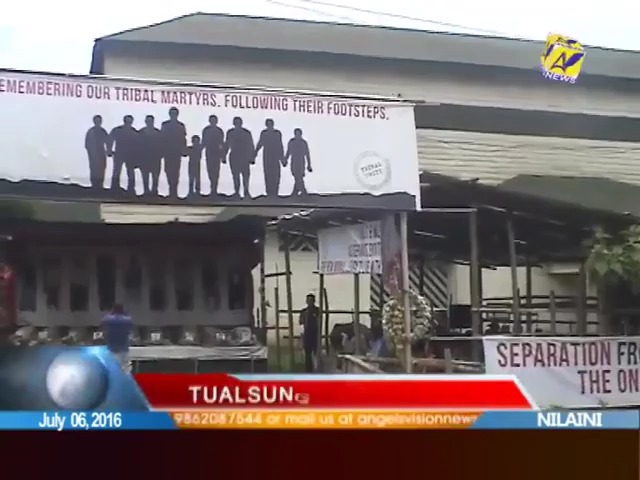 EMEMBERING OUR TRIBAL MARTYRS. FOLLOWING THEIR FOOTSTEPS.
NEWS
TRIBAL UNITY
SEPARATION FR
THE ON
TUALSUNG
July 06, 2016
9862087544 or mail us at angelsvisionnews
NILAINI